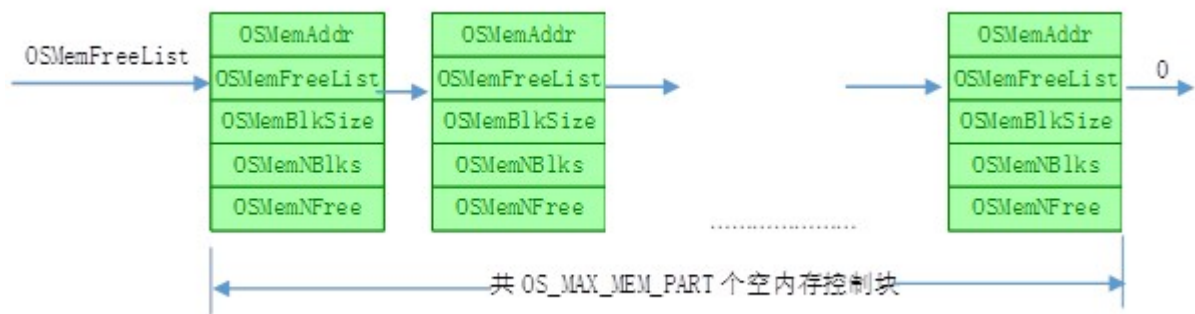 OSMemFreeList
OSMemAddr
OSMemFreeList
OSMemBlkSize
OSMemNBlks
OSMemNFree
OSMemAddr
OSMemFreeList
OSMemBlkSize
OSMemNBlks
OSMemNFree
OSMemAddr
OSMemFreeList
OSMemBlkSize
OSMemNBlks
OSMemNFree
0
共 OS_MAX_MEM_PART 个空内存控制块